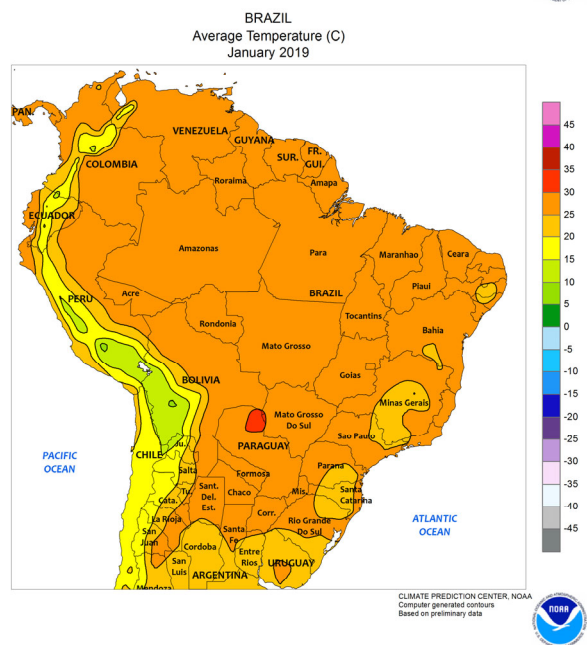 BRAZIL
Average Temperature (C)
January 2019
PAN.
VENEZUELA
GUYANA
SUR.
FR.
GUI.
COLOMBIA
Roraima
Amapa
ECUADOR
Amazonas
Para
Maranhao
Ceara
PERU
Acre
BRAZIL
Piaui
Tocantins
Rondonia
Bahia
Mato Grosso
BOLIVIA
Goias
Minas Gerais
Mato Grosso
Do Sul
PARAGUAY
Sao Paulo
PACIFIC
OCEAN
CHILE
Ju.
Salta
Formosa
Parana
Tu.
Sant.
Del.
Est.
Chaco
Mis.
Santa
Catarina
Cata.
Corr.
La Rioja
Santa
Fe
Rio Grande
Do Sul
ATLANTIC
OCEAN
San
Juan
Cordoba
Entre
Rios
URUGUAY
San
Luis
ARGENTINA
Mendoza
45
40
35
30
25
20
15
10
5
0
-5
-10
-15
-20
-25
-30
-35
-40
-45
CLIMATE PREDICTION CENTER, NOAA
Computer generated contours
Based on preliminary data
NOAA